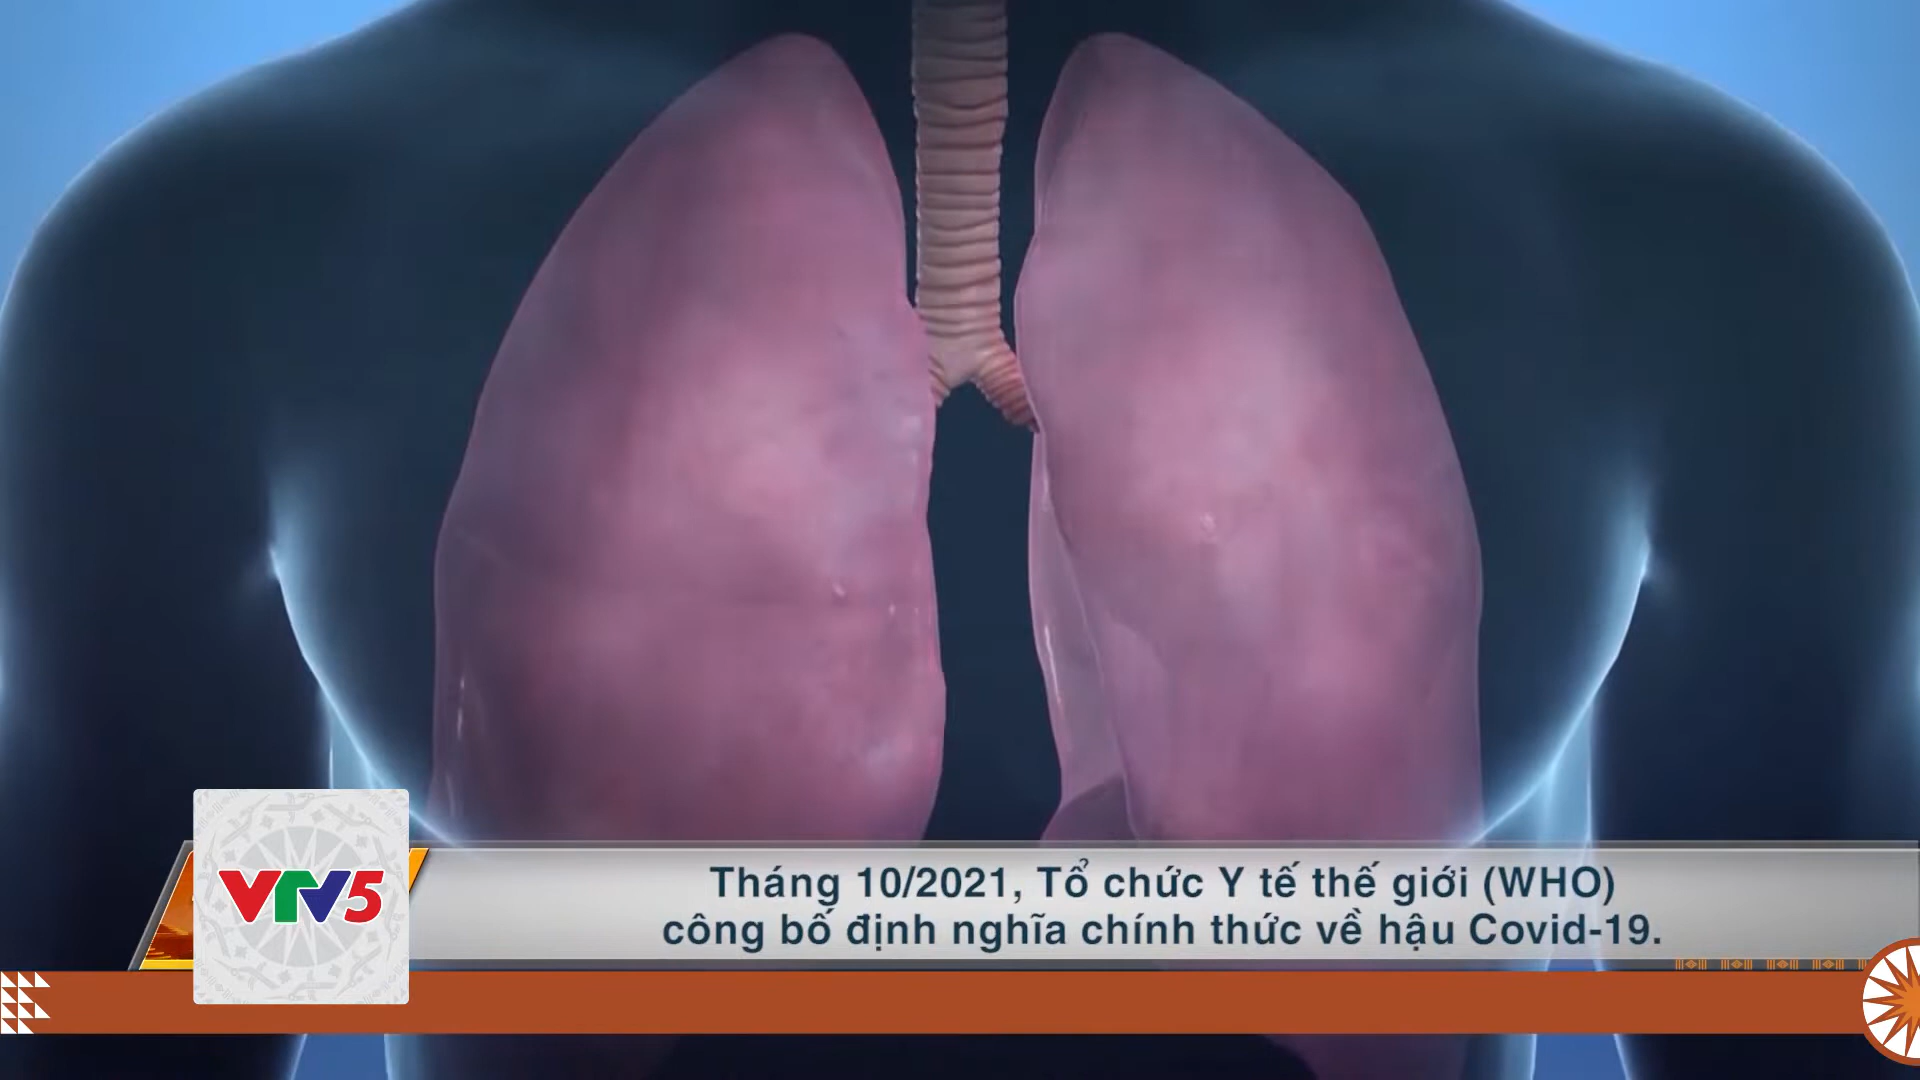 Tháng 10/2021, Tổ chức Y tế thế giới (WHO)
công bố định nghĩa chính thức về hậu Covid-19.
VTV5